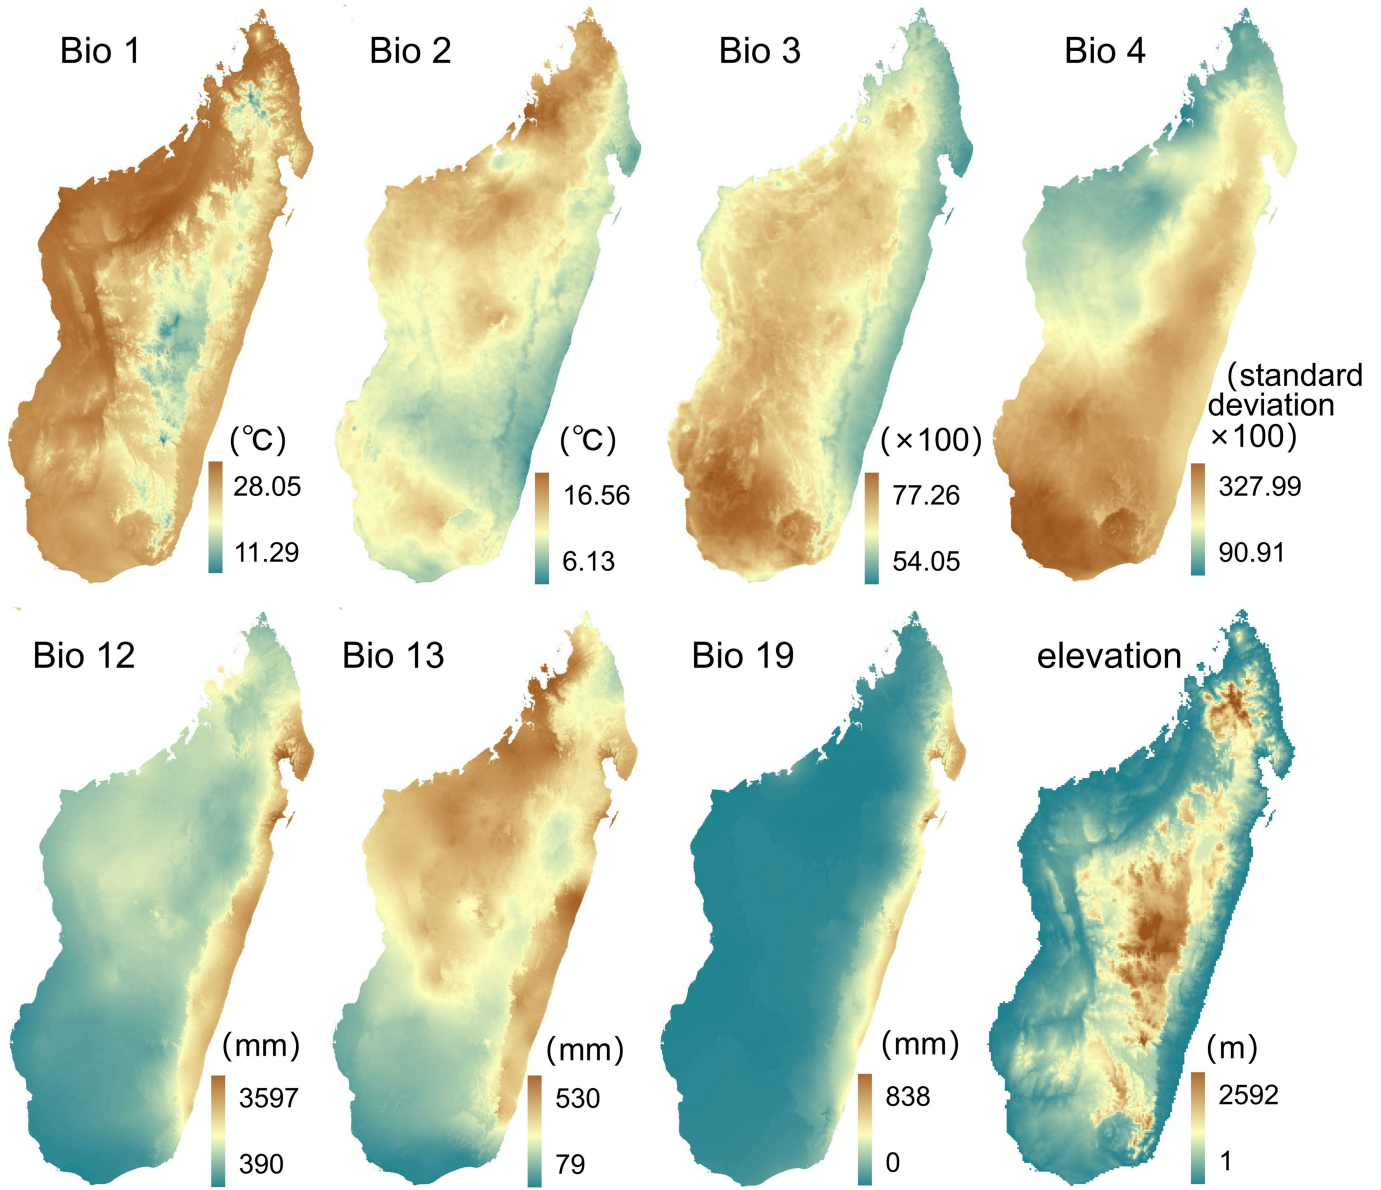 Bio 1
Bio 2
Bio 3
Bio 4
(°C)
28.05
11.29
(°C)
16.56
6.13
(×100)
77.26
54.05
(standard
deviation
×100)
327.99
90.91
Bio 12
Bio 13
Bio 19
elevation
(mm)
3597
390
(mm)
530
79
(mm)
838
0
(m)
2592
1